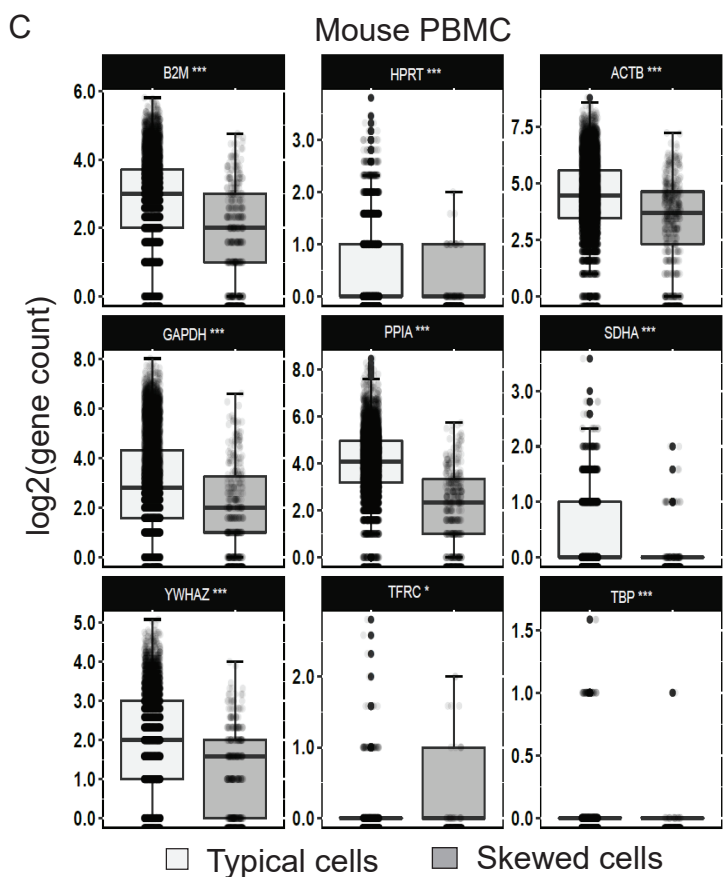 C
Mouse PBMC
B2M ***
HPRT ***
ACTB ***
6.0
4.0
2.0
0.0
3.0
2.0
1.0
0.0
7.5
5.0
2.5
0.0
log2(gene count)
GAPDH ***
PPIA ***
SDHA ***
8.0
6.0
4.0
2.0
0.0
8.0
6.0
4.0
2.0
0.0
3.0
2.0
1.0
0.0
YWHAZ ***
TFRC *
TBP ***
5.0
4.0
3.0
2.0
1.0
0.0
2.0
1.0
0.0
1.5
1.0
0.5
0.0
Typical cells
Skewed cells